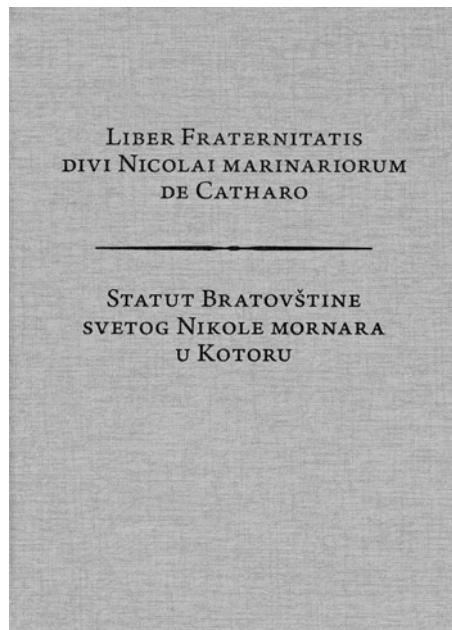 Liber Fraternitatis
divi Nicolai marinariorum
de Catharo
Statut Bratovštine
svetog Nikole mornara
u Kotoru